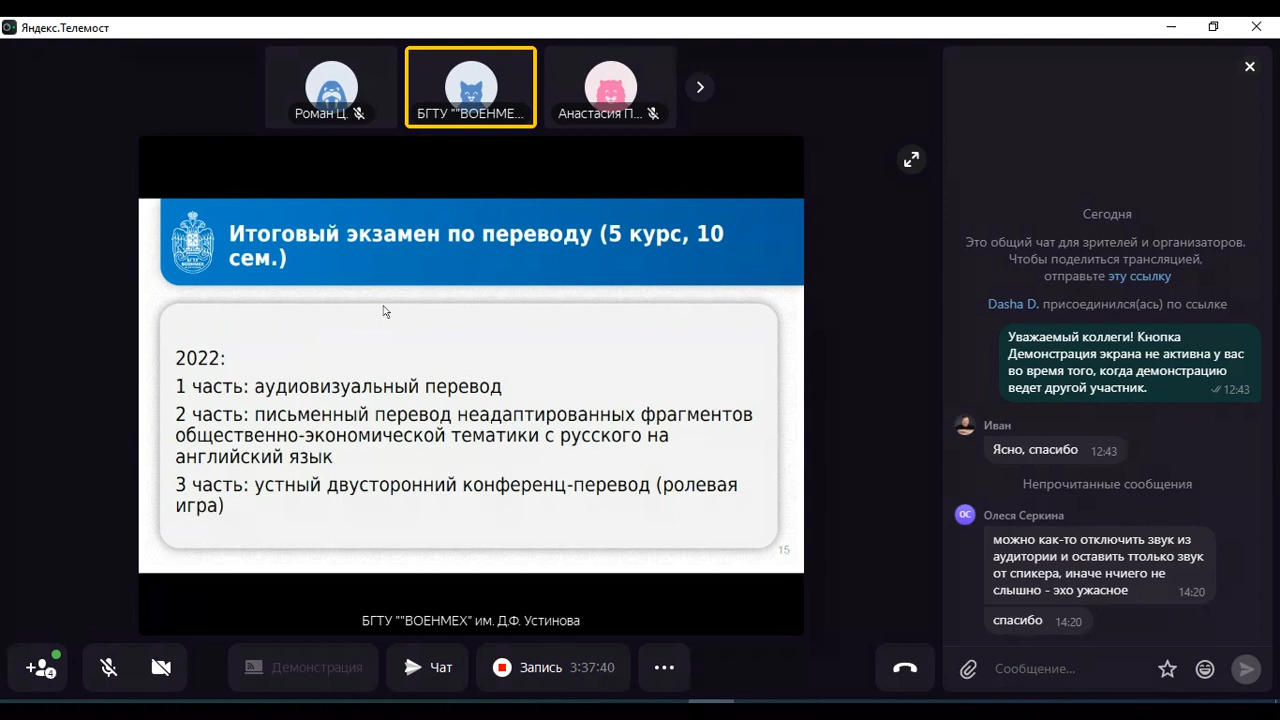 Яндекс.Телемост
Роман Ц.
БГТУ ""ВОЕНМЕ...
Анастасия П...
Итоговый экзамен по переводу (5 курс, 10
сем.)
2022:
1 часть: аудиовизуальный перевод
2 часть: письменный перевод неадаптированных фрагментов
общественно-экономической тематики с русского на
английский язык
3 часть: устный двусторонний конференц-перевод (ролевая
игра)
15
БГТУ ""ВОЕНМЕХ" им. Д.Ф. Устинова
4
Демонстрация
Чат
Запись 3:37:40
Сегодня
Это общий чат для зрителей и организаторов.
Чтобы поделиться трансляцией,
отправьте эту ссылку
Dasha D. присоединился(ась) по ссылке
Уважаемый коллеги! Кнопка
Демонстрация экрана не активна у вас
во время того, когда демонстрацию
ведет другой участник.
12:43
Иван
Ясно, спасибо 12:43
Непрочитанные сообщения
ОС
Олеся Серкина
можно как-то отключить звук из
аудитории и оставить ттолько звук
от спикера, иначе нчиего не
слышно - эхо ужасное 14:20
спасибо 14:20
Сообщение...